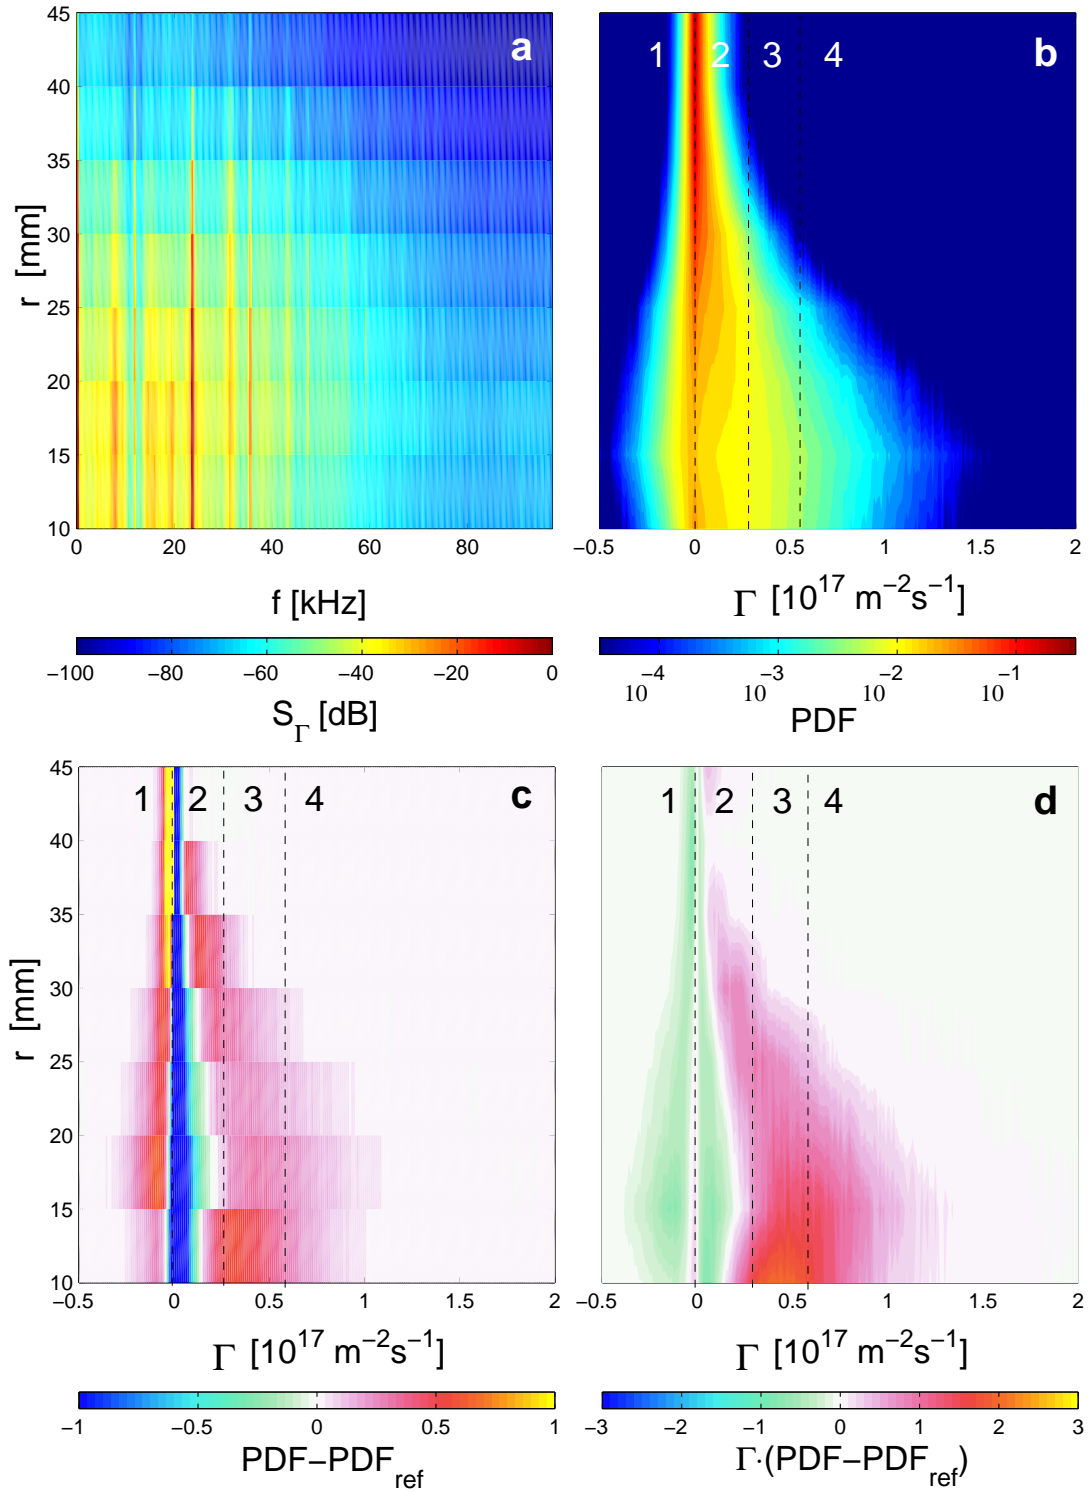 a
45
40
35
30
25
20
15
10
r [mm]
0 20 40 60 80
f [kHz]
−100 −80 −60 −40 −20 0
S_Γ [dB]
b
1 2 3 4
−0.5 0 0.5 1 1.5 2
Γ [10^17 m^−2 s^−1]
10^−4 10^−3 10^−2 10^−1
PDF
c
1 2 3 4
45
40
35
30
25
20
15
10
r [mm]
−0.5 0 0.5 1 1.5 2
Γ [10^17 m^−2 s^−1]
−1 −0.5 0 0.5 1
PDF−PDF_ref
d
1 2 3 4
−0.5 0 0.5 1 1.5 2
Γ [10^17 m^−2 s^−1]
−3 −2 −1 0 1 2 3
Γ·(PDF−PDF_ref)